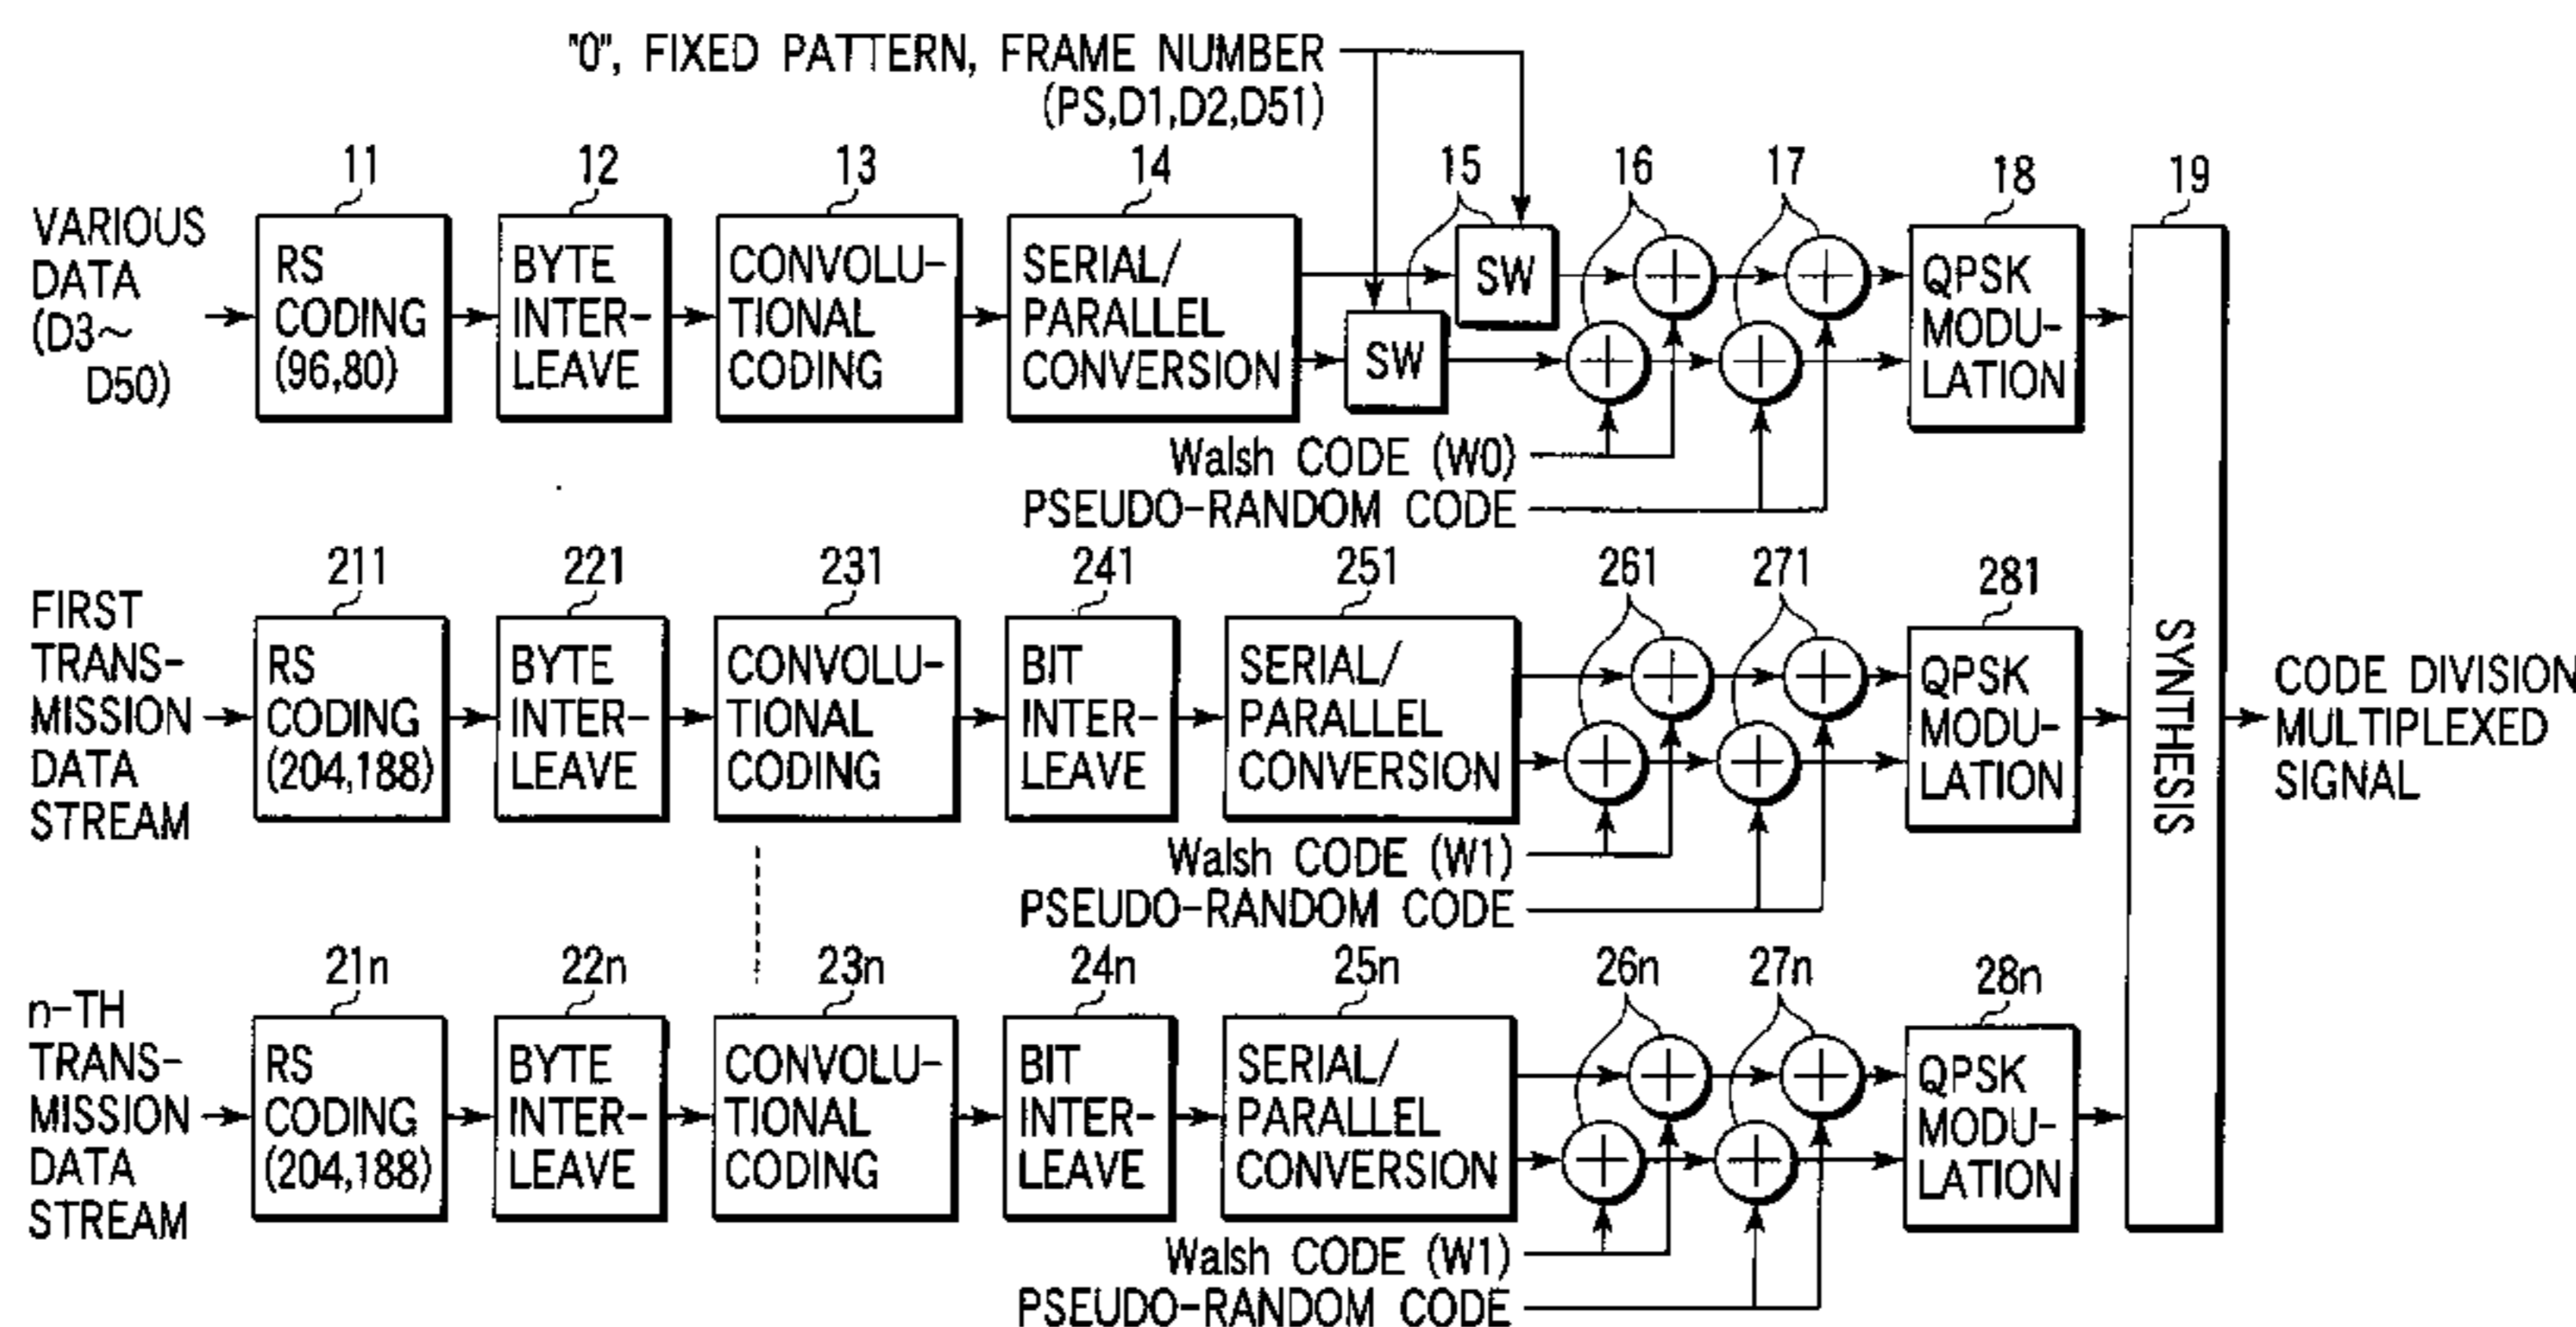 "0", FIXED PATTERN, FRAME NUMBER
(PS,D1,D2,D51)
11
12
13
14
15
16
17
18
19
VARIOUS
DATA
(D3~
D50)
RS
CODING
(96,80)
BYTE
INTER-
LEAVE
CONVOLU-
TIONAL
CODING
SERIAL/
PARALLEL
CONVERSION
SW
SW
QPSK
MODU-
LATION
Walsh CODE (W0)
PSEUDO-RANDOM CODE
211
221
231
241
251
261
271
281
FIRST
TRANS-
MISSION
DATA
STREAM
RS
CODING
(204,188)
BYTE
INTER-
LEAVE
CONVOLU-
TIONAL
CODING
BIT
INTER-
LEAVE
SERIAL/
PARALLEL
CONVERSION
QPSK
MODU-
LATION
SYNTHESIS
CODE DIVISION
MULTIPLEXED
SIGNAL
Walsh CODE (W1)
PSEUDO-RANDOM CODE
21n
22n
23n
24n
25n
26n
27n
28n
n-TH
TRANS-
MISSION
DATA
STREAM
RS
CODING
(204,188)
BYTE
INTER-
LEAVE
CONVOLU-
TIONAL
CODING
BIT
INTER-
LEAVE
SERIAL/
PARALLEL
CONVERSION
QPSK
MODU-
LATION
Walsh CODE (W1)
PSEUDO-RANDOM CODE